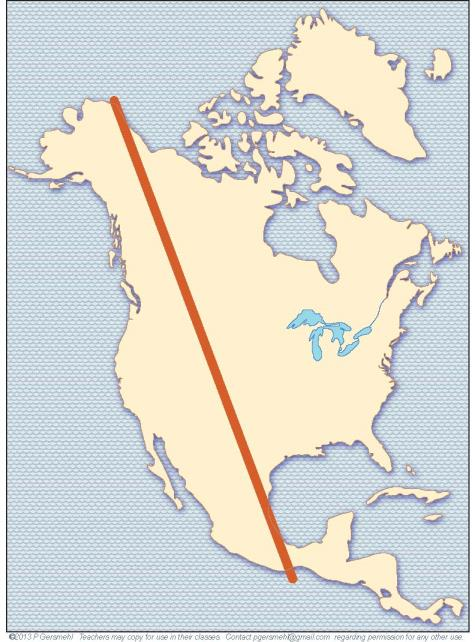 ©2013 P Gersmehl   Teachers may copy for use in their classes.   Contact pgersmehl@gmail.com  regarding permission for any other use.